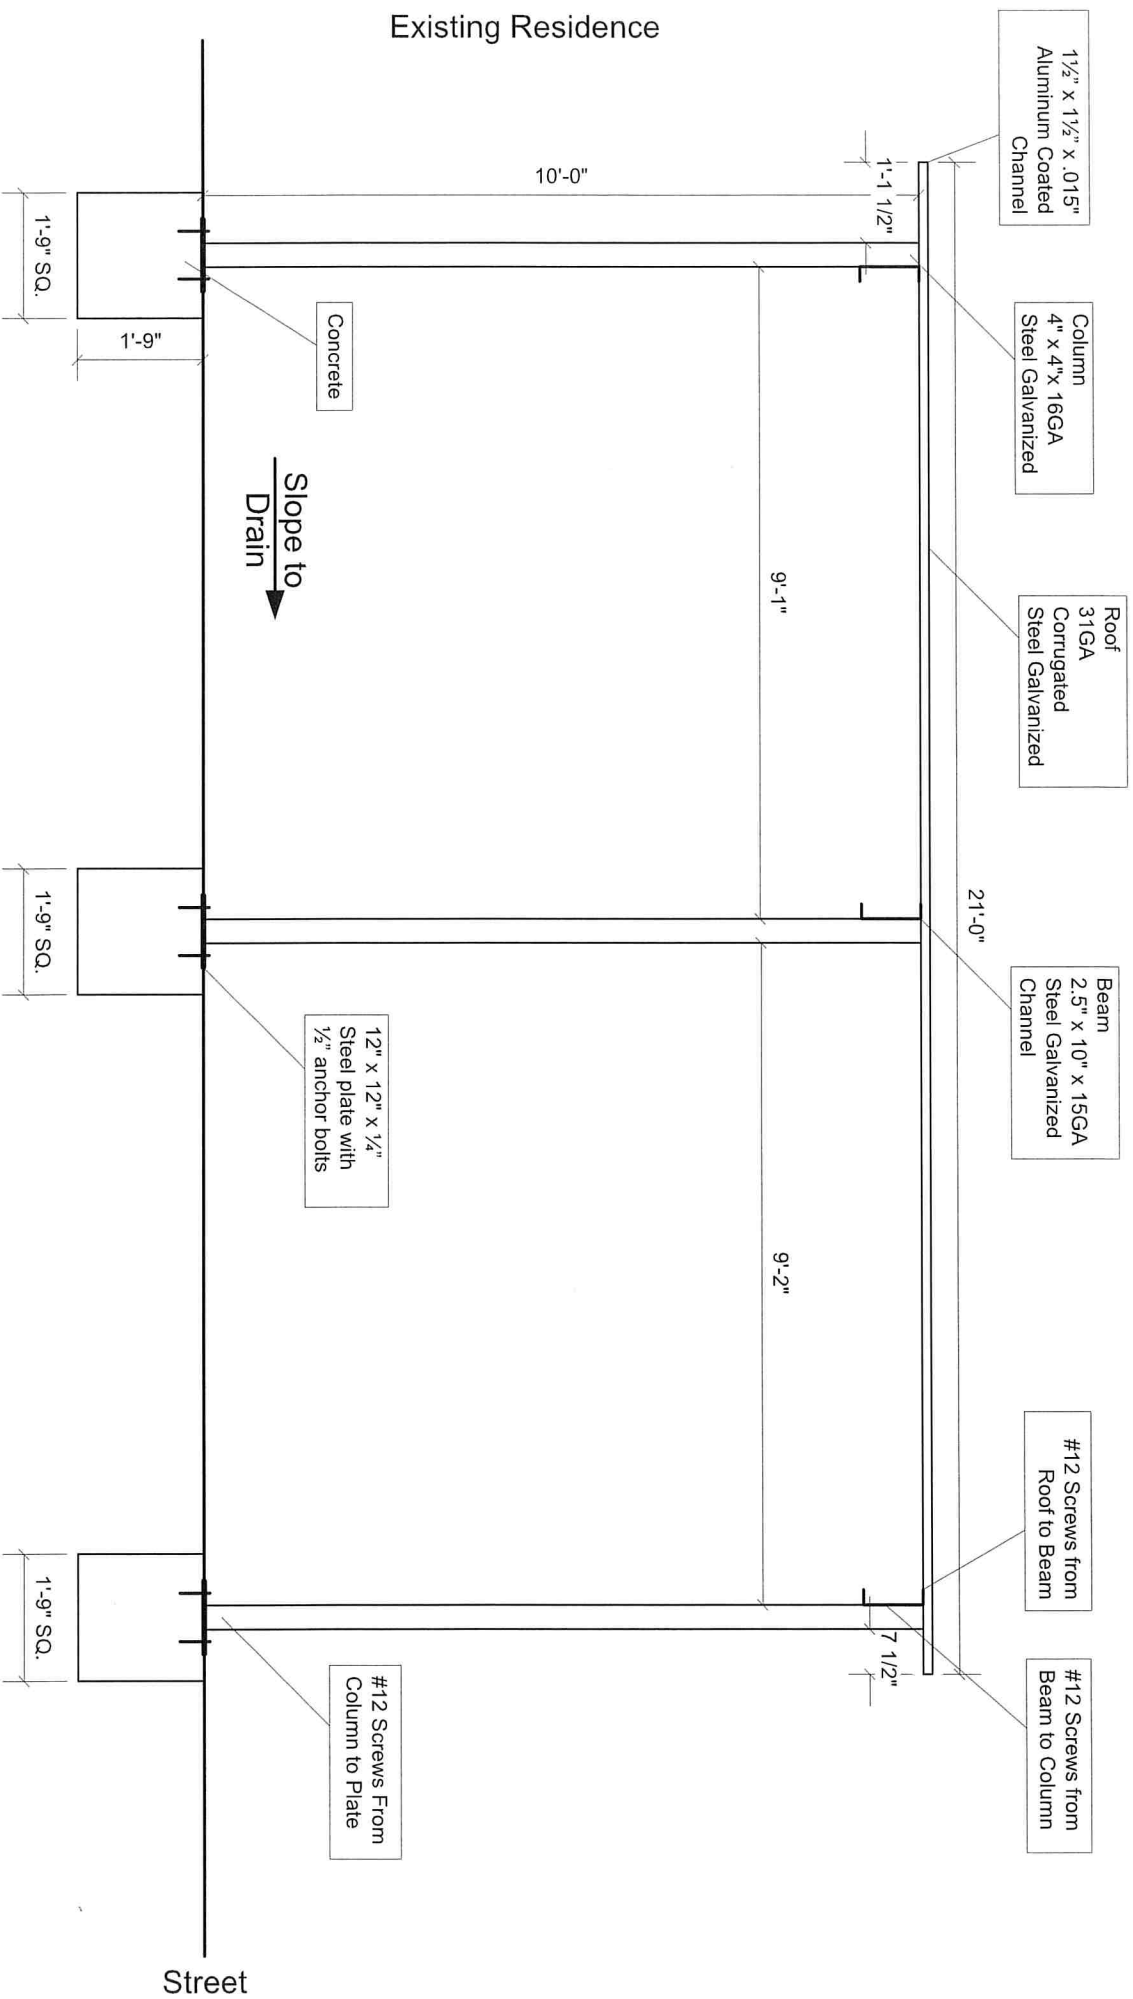 Existing Residence
1½" x 1½" x .015"
Aluminum Coated
Channel
Column
4" x 4"x 16GA
Steel Galvanized
Roof
31GA
Corrugated
Steel Galvanized
Beam
2.5" x 10" x 15GA
Steel Galvanized
Channel
#12 Screws from
Roof to Beam
#12 Screws from
Beam to Column
21'-0"
1'-1 1/2"
7 1/2"
10'-0"
9'-1"
9'-2"
Slope to
Drain
Concrete
12" x 12" x ¼"
Steel plate with
½" anchor bolts
#12 Screws From
Column to Plate
1'-9"
1'-9" SQ.
1'-9" SQ.
1'-9" SQ.
Street